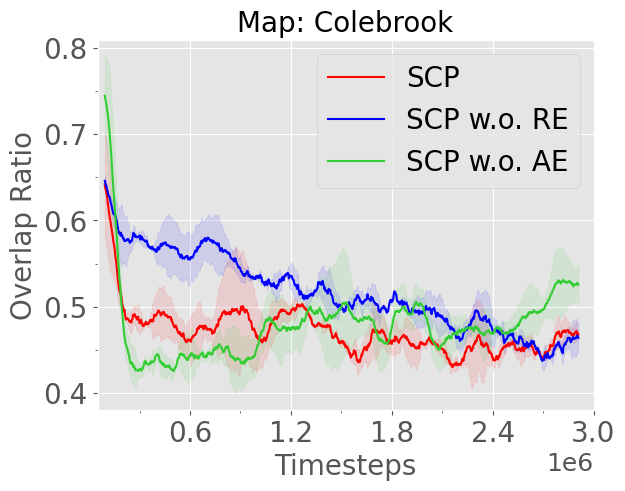 Map: Colebrook
SCP
SCP w.o. RE
SCP w.o. AE
Overlap Ratio
0.8
0.7
0.6
0.5
0.4
0.6 1.2 1.8 2.4 3.0
Timesteps
1e6